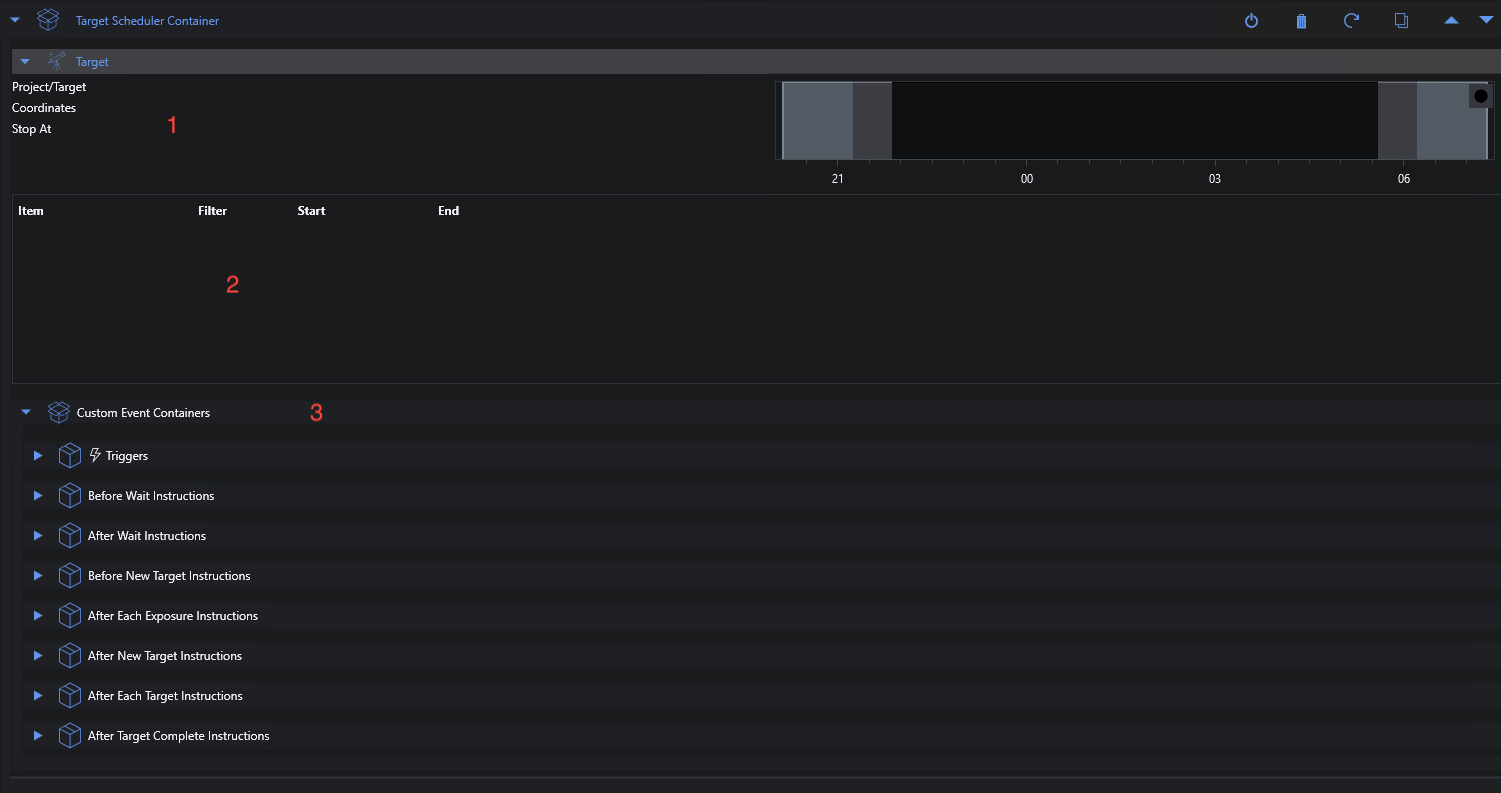 Target Scheduler Container
Target
Project/Target
Coordinates
Stop At
1
21 00 03 06
Item Filter Start End
2
Custom Event Containers 3
Triggers
Before Wait Instructions
After Wait Instructions
Before New Target Instructions
After Each Exposure Instructions
After New Target Instructions
After Each Target Instructions
After Target Complete Instructions